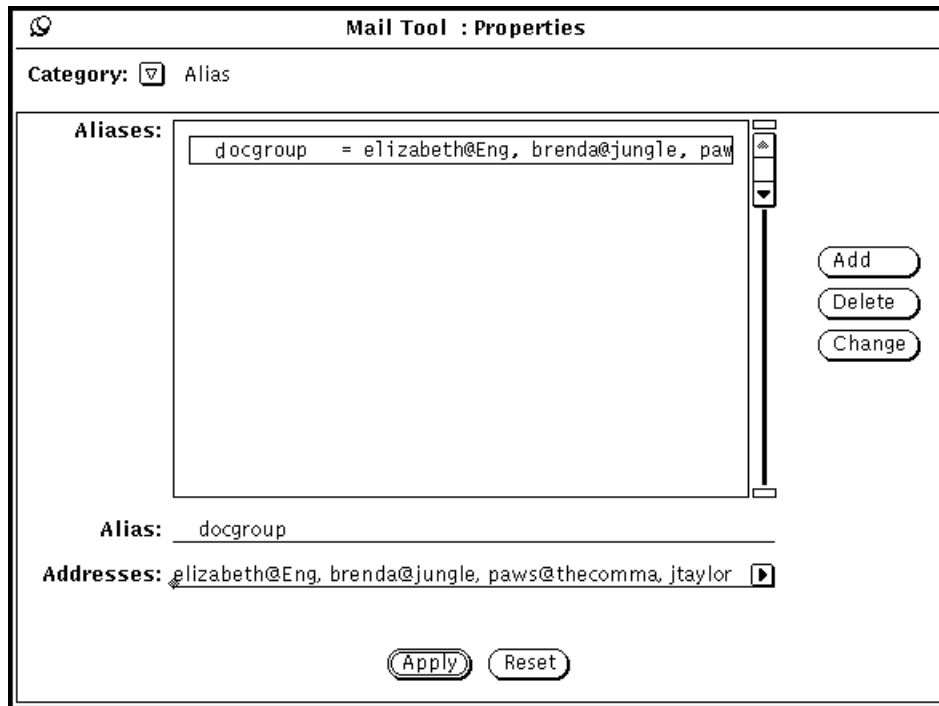 Mail Tool : Properties
Category: Alias
Aliases:
docgroup = elizabeth@Eng, brenda@jungle, paw
Add
Delete
Change
Alias: docgroup
Addresses: elizabeth@Eng, brenda@jungle, paws@thecomma, jtaylor
Apply Reset